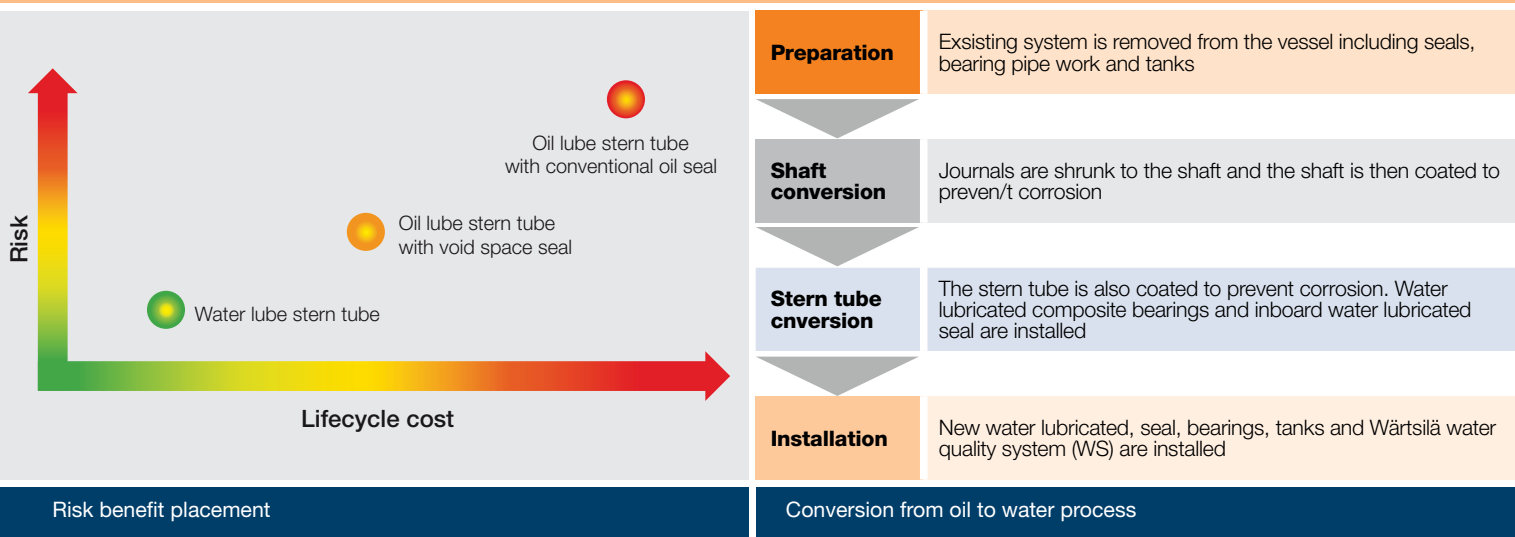 Risk
Oil lube stern tube
with conventional oil seal
Oil lube stern tube
with void space seal
Water lube stern tube
Lifecycle cost
Risk benefit placement
Preparation
Exsisting system is removed from the vessel including seals,
bearing pipe work and tanks
Shaft
conversion
Journals are shrunk to the shaft and the shaft is then coated to
preven/t corrosion
Stern tube
cnversion
The stern tube is also coated to prevent corrosion. Water
lubricated composite bearings and inboard water lubricated
seal are installed
Installation
New water lubricated, seal, bearings, tanks and Wärtsilä water
quality system (WS) are installed
Conversion from oil to water process